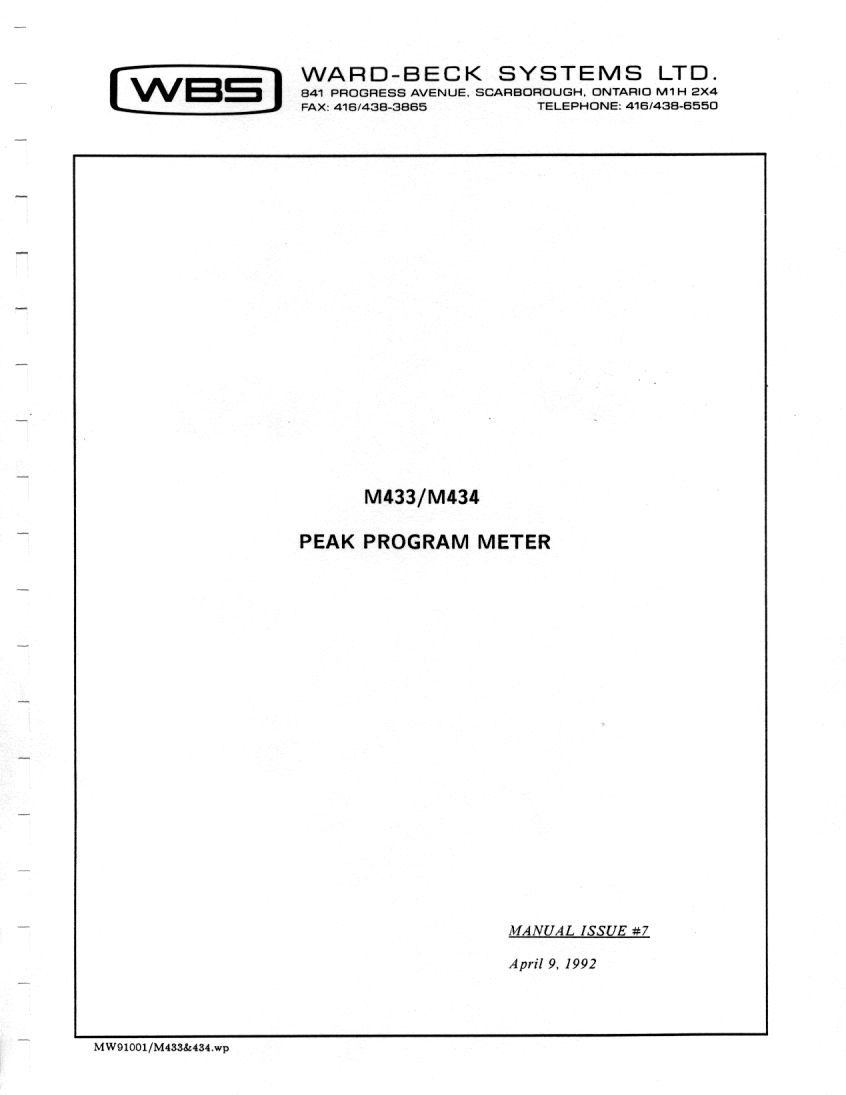 WBS
WARD-BECK SYSTEMS LTD.
841 PROGRESS AVENUE, SCARBOROUGH, ONTARIO M1H 2X4
FAX: 416/438-3865 TELEPHONE: 416/438-6550
M433/M434
PEAK PROGRAM METER
MANUAL ISSUE #7
April 9, 1992
MW91001/M433&434.wp